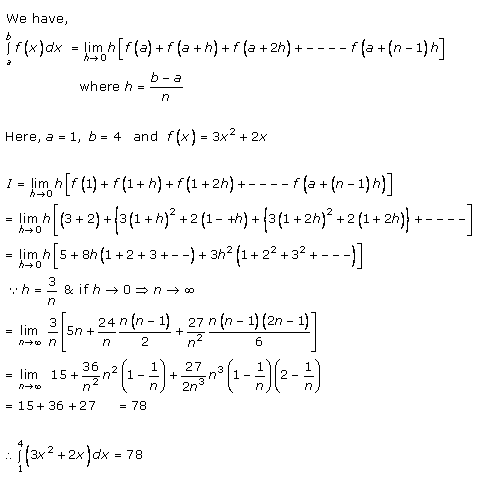 We have,
∫_a^b f(x)dx = lim_{h→0} h[f(a)+f(a+h)+f(a+2h)+----f(a+(n-1)h]
where h = (b-a)/n
Here, a=1, b=4 and f(x)=3x²+2x
I = lim_{h→0} h[f(1)+f(1+h)+f(1+2h)+----f(a+(n-1)h)]
= lim_{h→0} h[(3+2)+{3(1+h)²+2(1-+h)+{3(1+2h)²+2(1+2h)}+----]
= lim_{h→0} h[5+8h(1+2+3+--)+3h²(1+2²+3²+---)]
∵ h = 3/n & if h→0 ⇒ n→∞
= lim_{n→∞} 3/n [5n + 24/n n(n-1)/2 + 27/n² n(n-1)(2n-1)/6]
= lim_{n→∞} 15 + 36/n² n²(1-1/n) + 27/2n³ n³(1-1/n)(2-1/n)
= 15+36+27 = 78
∴ ∫_1^4 (3x²+2x)dx = 78